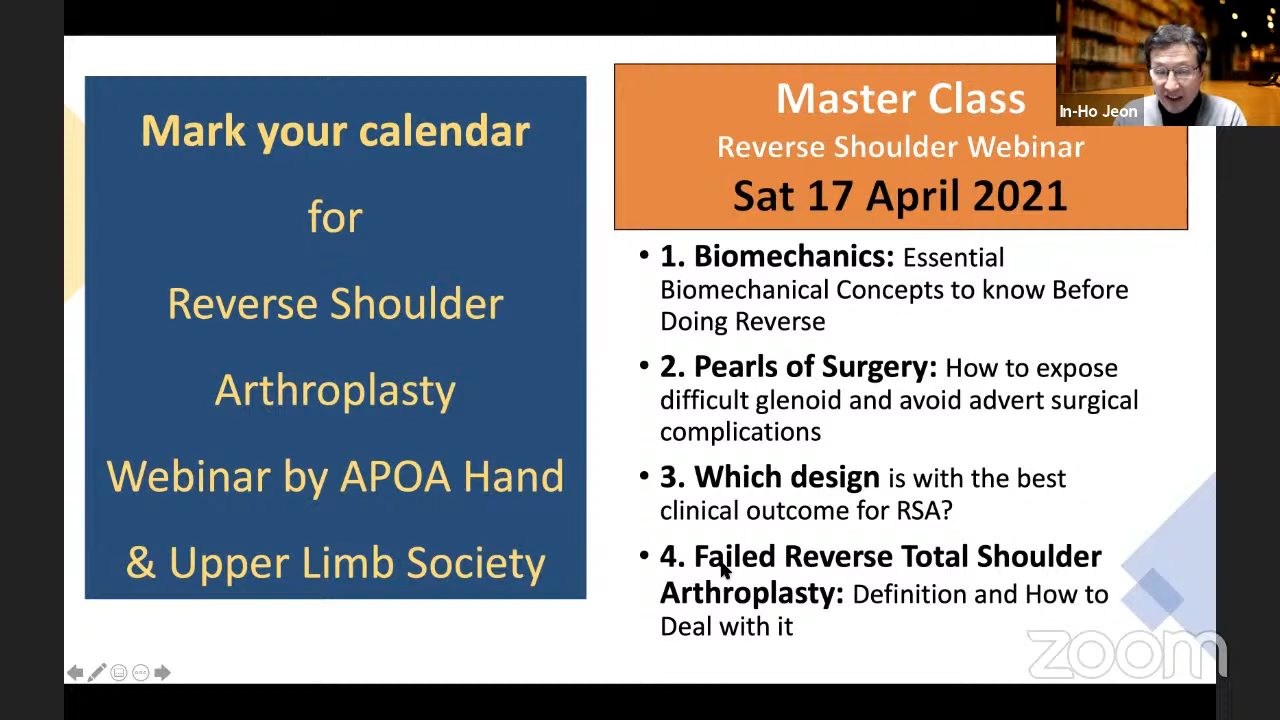 Mark your calendar
for
Reverse Shoulder
Arthroplasty
Webinar by APOA Hand
& Upper Limb Society
Master Class
Reverse Shoulder Webinar
Sat 17 April 2021
In-Ho Jeon
• 1. Biomechanics: Essential
Biomechanical Concepts to know Before
Doing Reverse
• 2. Pearls of Surgery: How to expose
difficult glenoid and avoid advert surgical
complications
• 3. Which design is with the best
clinical outcome for RSA?
• 4. Failed Reverse Total Shoulder
Arthroplasty: Definition and How to
Deal with it
zoom